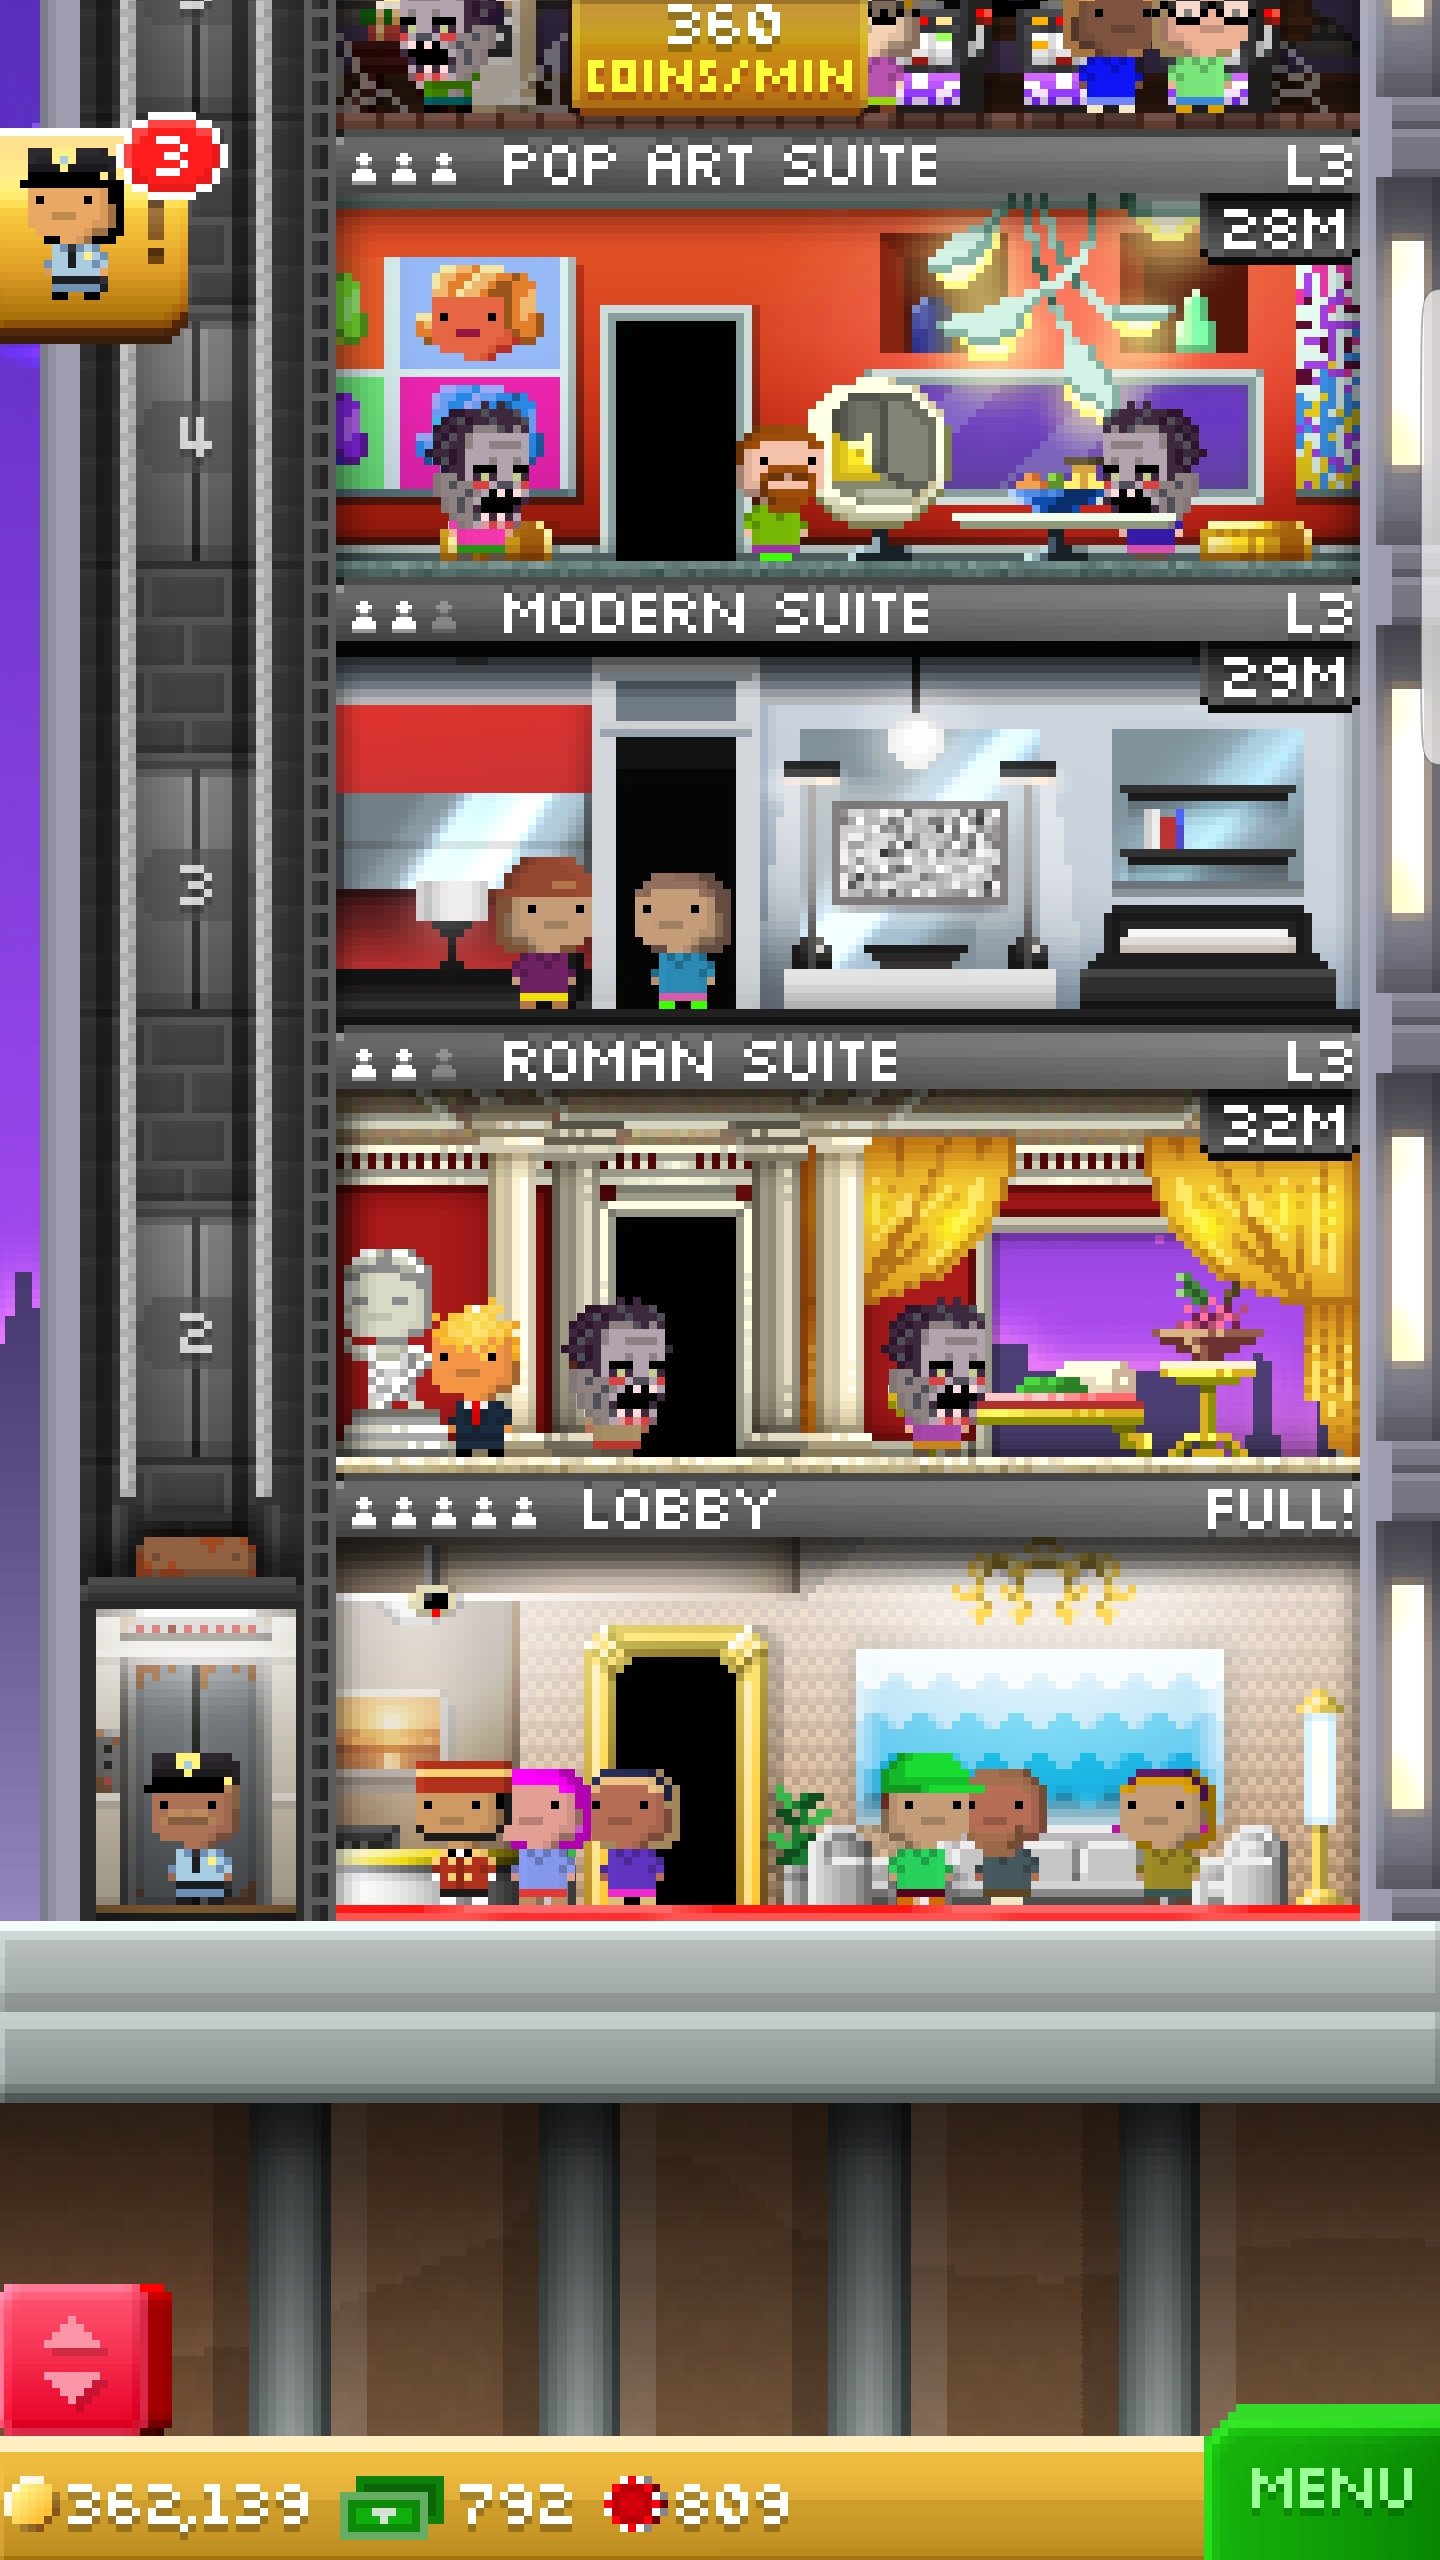 360
COINS/MIN
3
POP ART SUITE L3
28M
4
MODERN SUITE L3
29M
3
ROMAN SUITE L3
32M
2
LOBBY FULL!
362,139 792 809
MENU